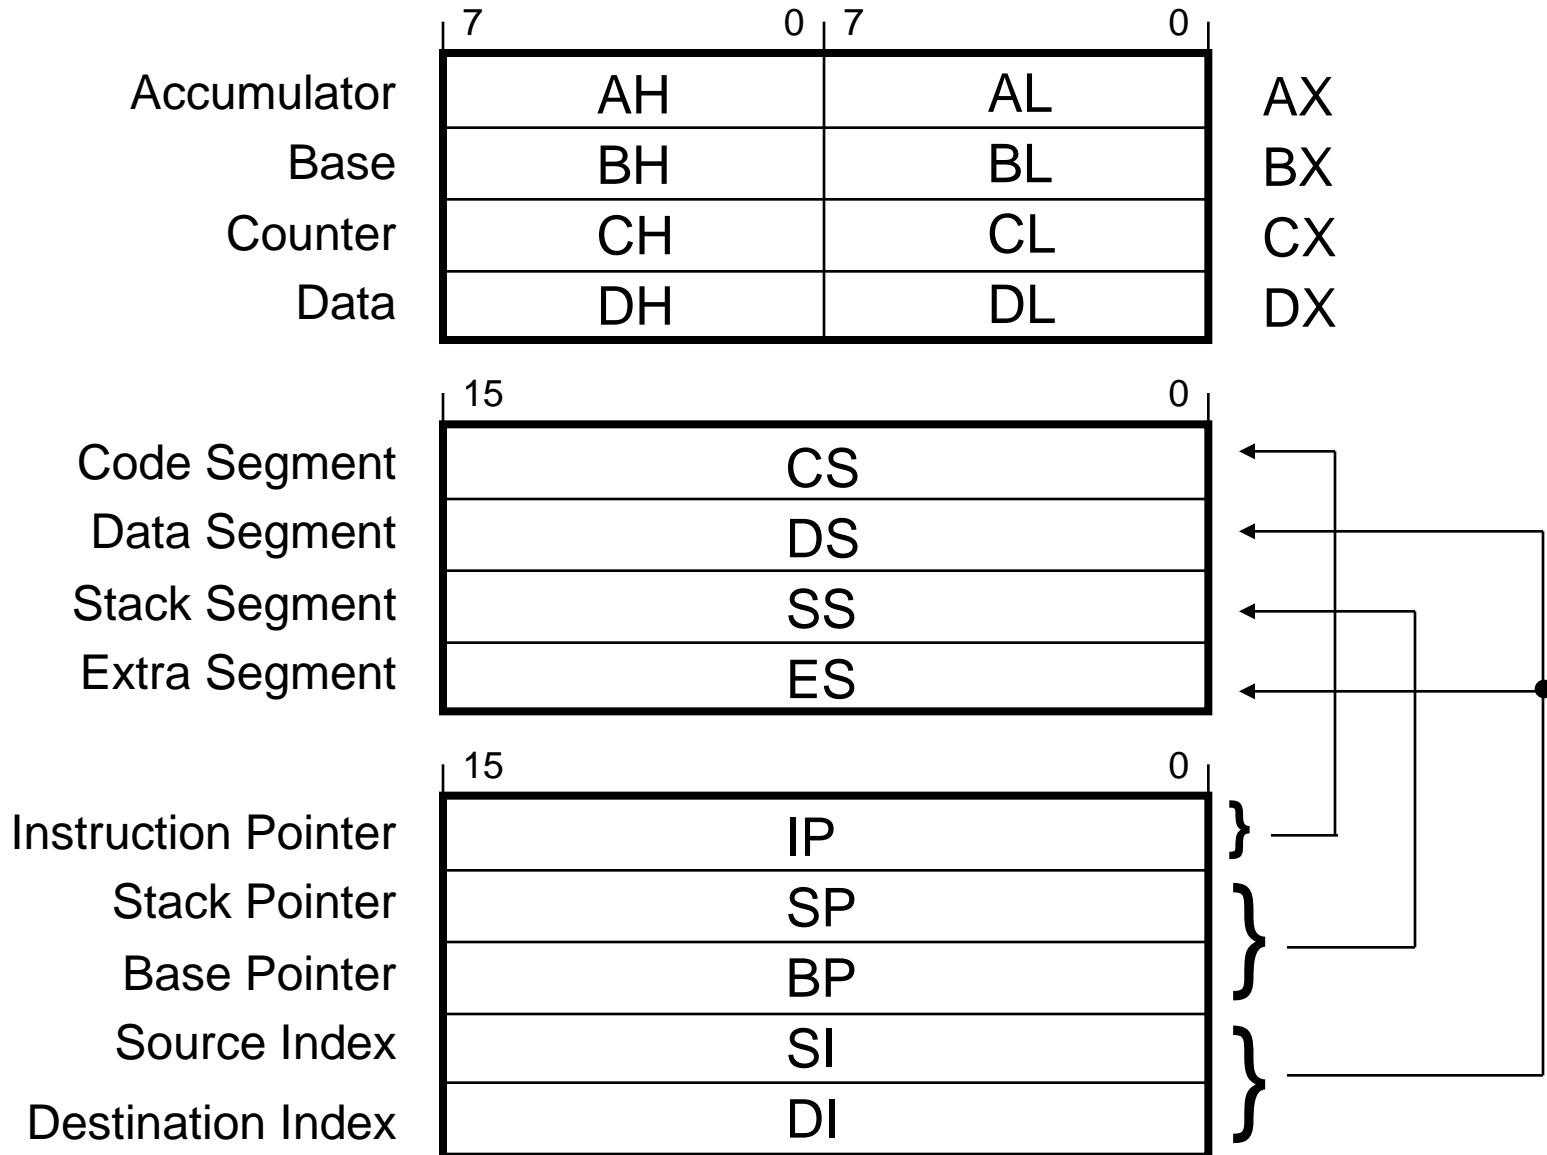 7 0 7 0
Accumulator AH AL AX
Base BH BL BX
Counter CH CL CX
Data DH DL DX
15 0
Code Segment CS
Data Segment DS
Stack Segment SS
Extra Segment ES
15 0
Instruction Pointer IP }
Stack Pointer SP
Base Pointer BP }
Source Index SI
Destination Index DI }